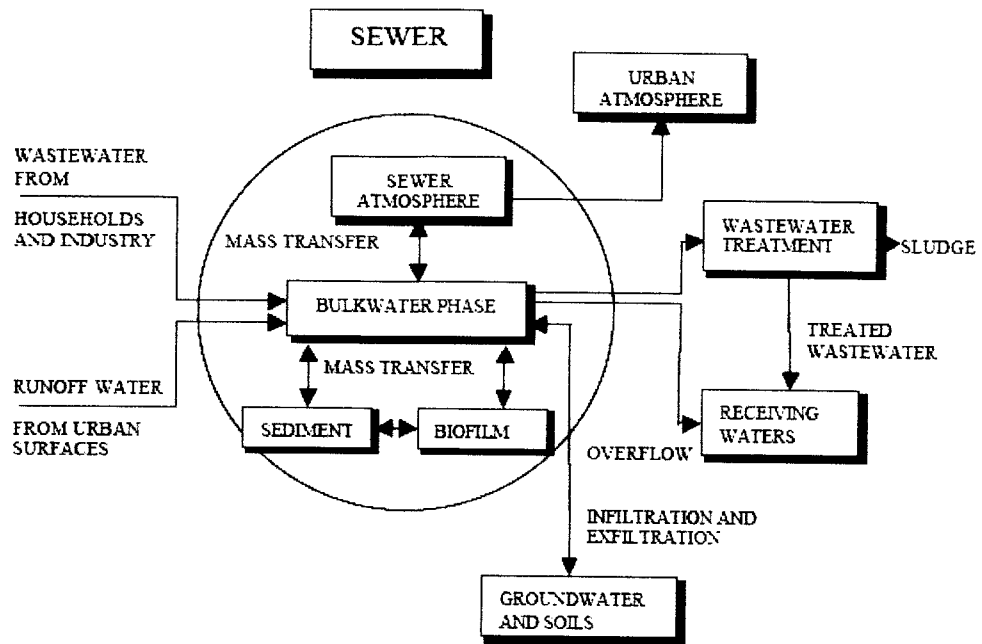 SEWER
URBAN
ATMOSPHERE
WASTEWATER
FROM
HOUSEHOLDS
AND INDUSTRY
SEWER
ATMOSPHERE
MASS TRANSFER
WASTEWATER
TREATMENT
SLUDGE
BULKWATER PHASE
TREATED
WASTEWATER
MASS TRANSFER
RUNOFF WATER
FROM URBAN
SURFACES
SEDIMENT
BIOFILM
RECEIVING
WATERS
OVERFLOW
INFILTRATION AND
EXFILTRATION
GROUNDWATER
AND SOILS